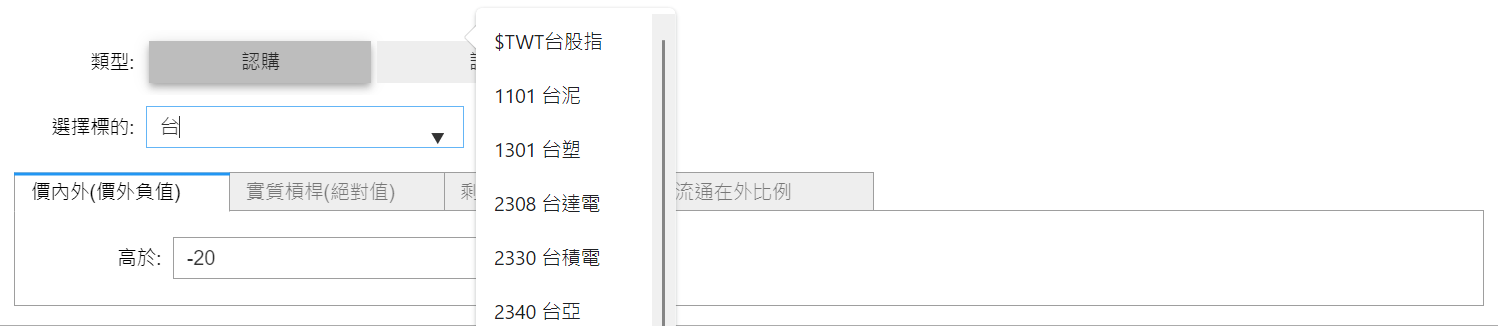 類型:
認購
選擇標的:
台
$TWT台股指
1101 台泥
1301 台塑
2308 台達電
2330 台積電
2340 台亞
價內外(價外負值)
實質槓桿(絕對值)
剩
流通在外比例
高於:
-20